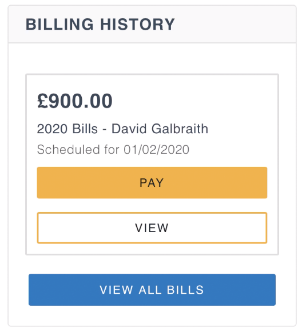 BILLING HISTORY
£900.00
2020 Bills - David Galbraith
Scheduled for 01/02/2020
PAY
VIEW
VIEW ALL BILLS